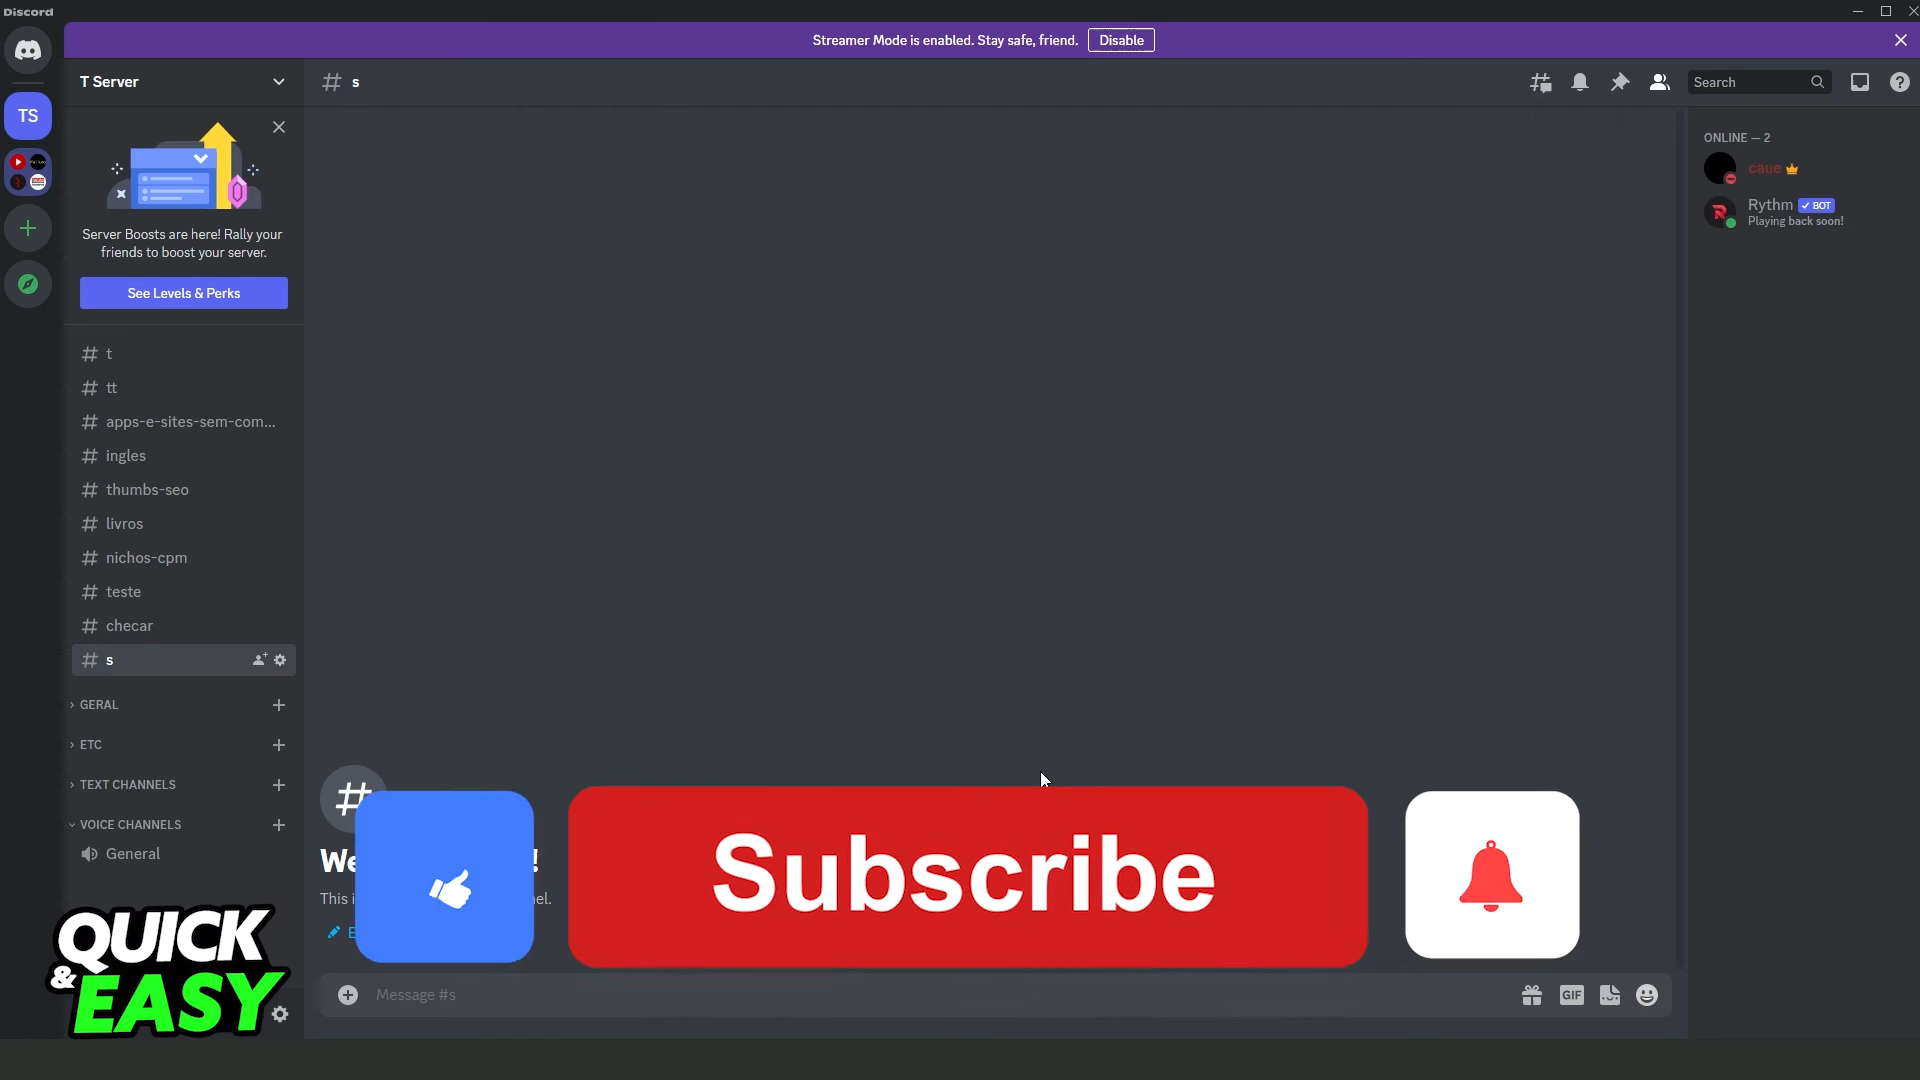 Discord
Streamer Mode is enabled. Stay safe, friend. Disable
T Server
s
Search
TS
Server Boosts are here! Rally your
friends to boost your server.
See Levels & Perks
t
tt
apps-e-sites-sem-com...
ingles
thumbs-seo
livros
nichos-cpm
teste
checar
s
GERAL
ETC
TEXT CHANNELS
VOICE CHANNELS
General
ONLINE — 2
caue
Rythm BOT
Playing back soon!
This
Subscribe
Message #s
GIF
QUICK
& EASY